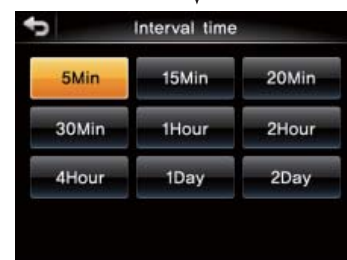 Interval time
5Min 15Min 20Min
30Min 1Hour 2Hour
4Hour 1Day 2Day